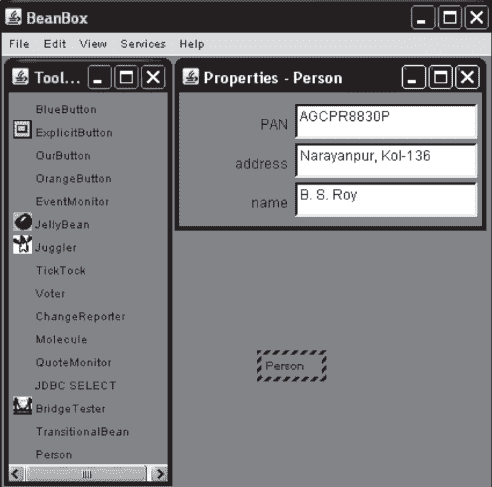 BeanBox
File Edit View Services Help
Tool...
BlueButton
ExplicitButton
OurButton
OrangeButton
EventMonitor
JellyBean
Juggler
TickTock
Voter
ChangeReporter
Molecule
QuoteMonitor
JDBC SELECT
BridgeTester
TransitionalBean
Person
Properties - Person
PAN AGCPR8830P
address Narayanpur, Kol-136
name B. S. Roy
Person